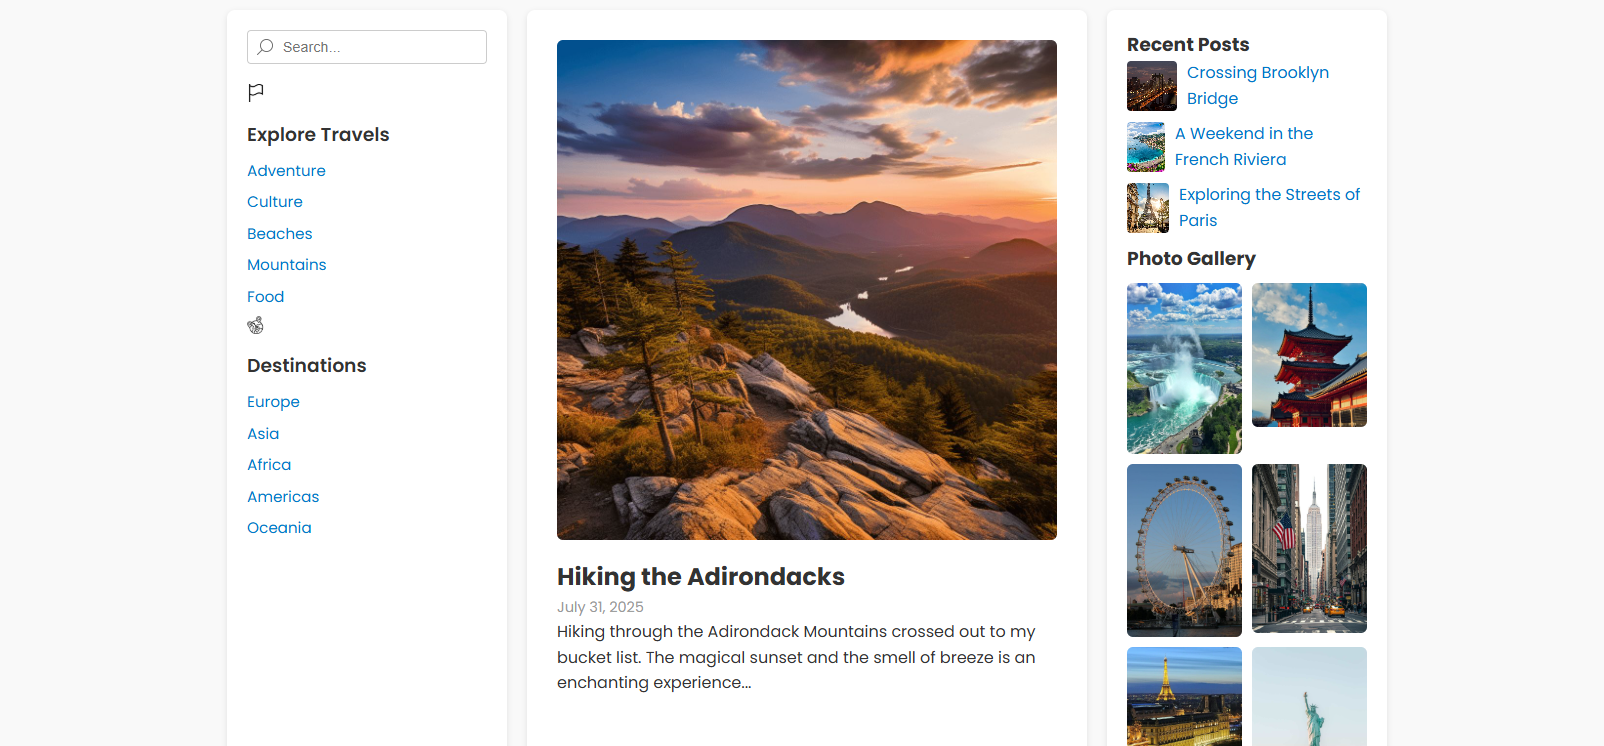 Search...
Explore Travels
Adventure
Culture
Beaches
Mountains
Food
Destinations
Europe
Asia
Africa
Americas
Oceania
Hiking the Adirondacks
July 31, 2025
Hiking through the Adirondack Mountains crossed out to my
bucket list. The magical sunset and the smell of breeze is an
enchanting experience...
Recent Posts
Crossing Brooklyn
Bridge
A Weekend in the
French Riviera
Exploring the Streets of
Paris
Photo Gallery